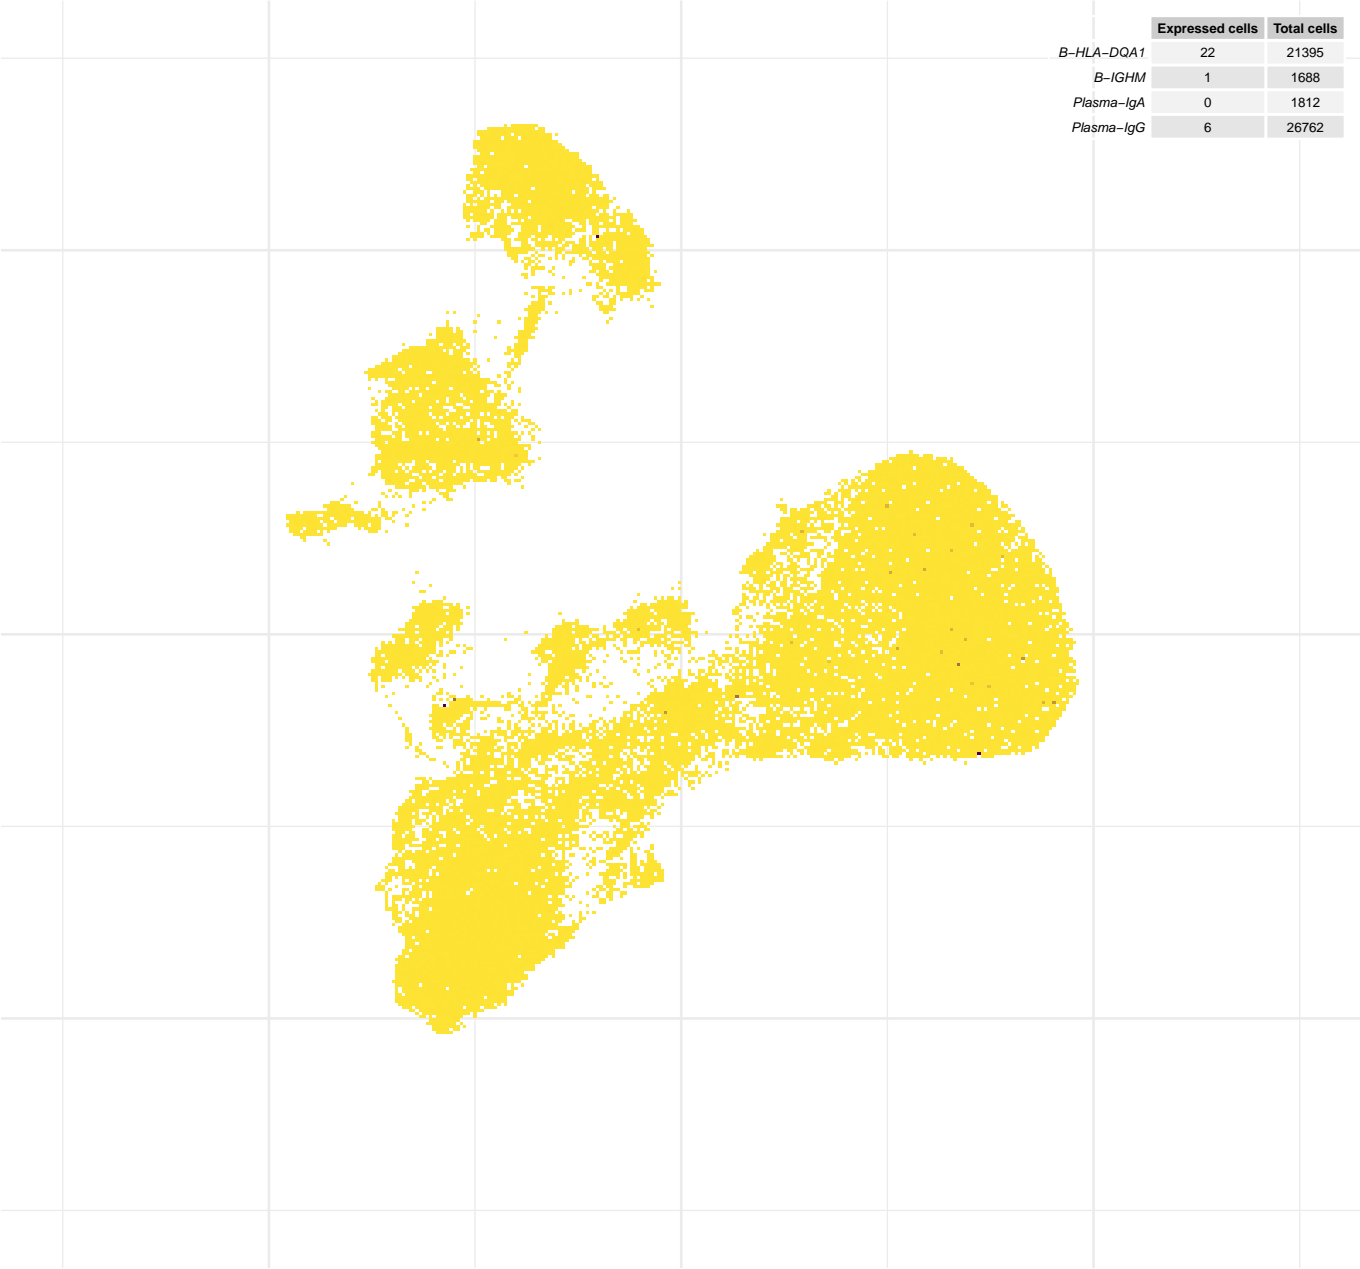 Expressed cells Total cells
B−HLA−DQA1 22 21395
B−IGHM 1 1688
Plasma−IgA 0 1812
Plasma−IgG 6 26762